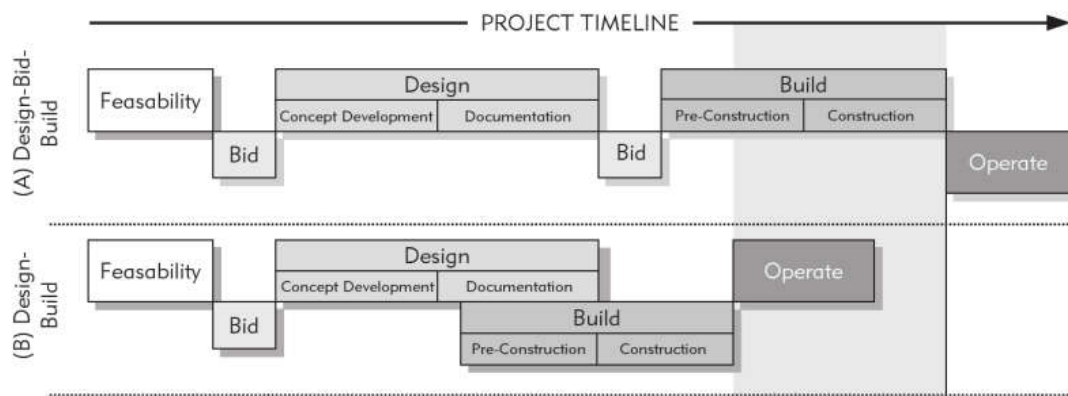 PROJECT TIMELINE
(A) Design-Bid-
Build
Feasability
Bid
Design
Concept Development
Documentation
Bid
Build
Pre-Construction
Construction
Operate
(B) Design-
Build
Feasability
Bid
Design
Concept Development
Documentation
Build
Pre-Construction
Construction
Operate